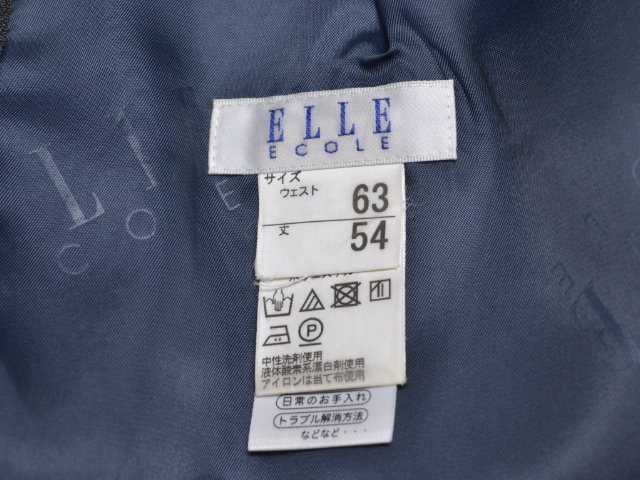 ELLE
ECOLE
サイズ
ウェスト 63
丈 54
P
中性洗剤使用
液体酸素系漂白剤使用
アイロンは当て布使用
日常のお手入れ
トラブル解消方法
などなど・・・